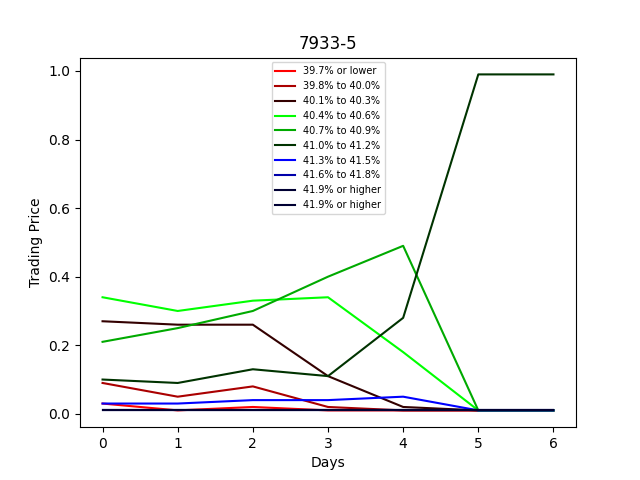 7933-5
1.0
0.8
0.6
0.4
0.2
0.0
Trading Price
39.7% or lower
39.8% to 40.0%
40.1% to 40.3%
40.4% to 40.6%
40.7% to 40.9%
41.0% to 41.2%
41.3% to 41.5%
41.6% to 41.8%
41.9% or higher
41.9% or higher
0 1 2 3 4 5 6
Days